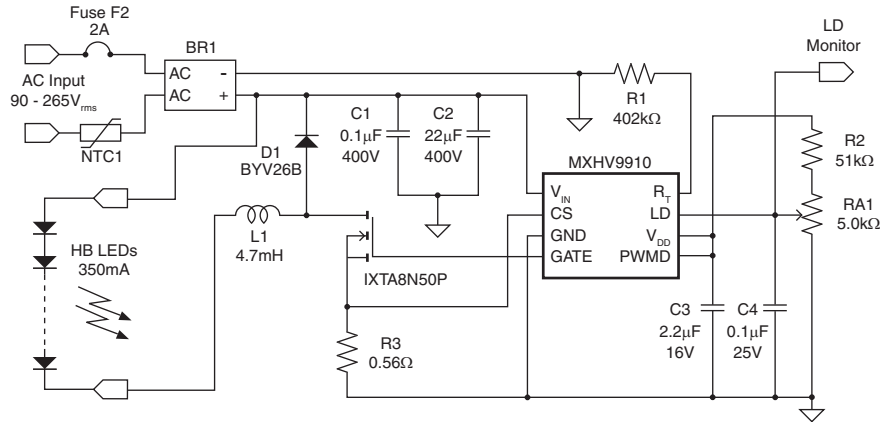 Fuse F2
2A
BR1
LD
Monitor
AC
-
AC
+
AC Input
90 - 265Vrms
NTC1
R1
402kΩ
C1
0.1µF
400V
C2
22µF
400V
D1
BYV26B
MXHV9910
R2
51kΩ
VIN
RT
CS
LD
GND
VDD
GATE
PWMD
RA1
5.0kΩ
L1
4.7mH
HB LEDs
350mA
IXTA8N50P
R3
0.56Ω
C3
2.2µF
16V
C4
0.1µF
25V